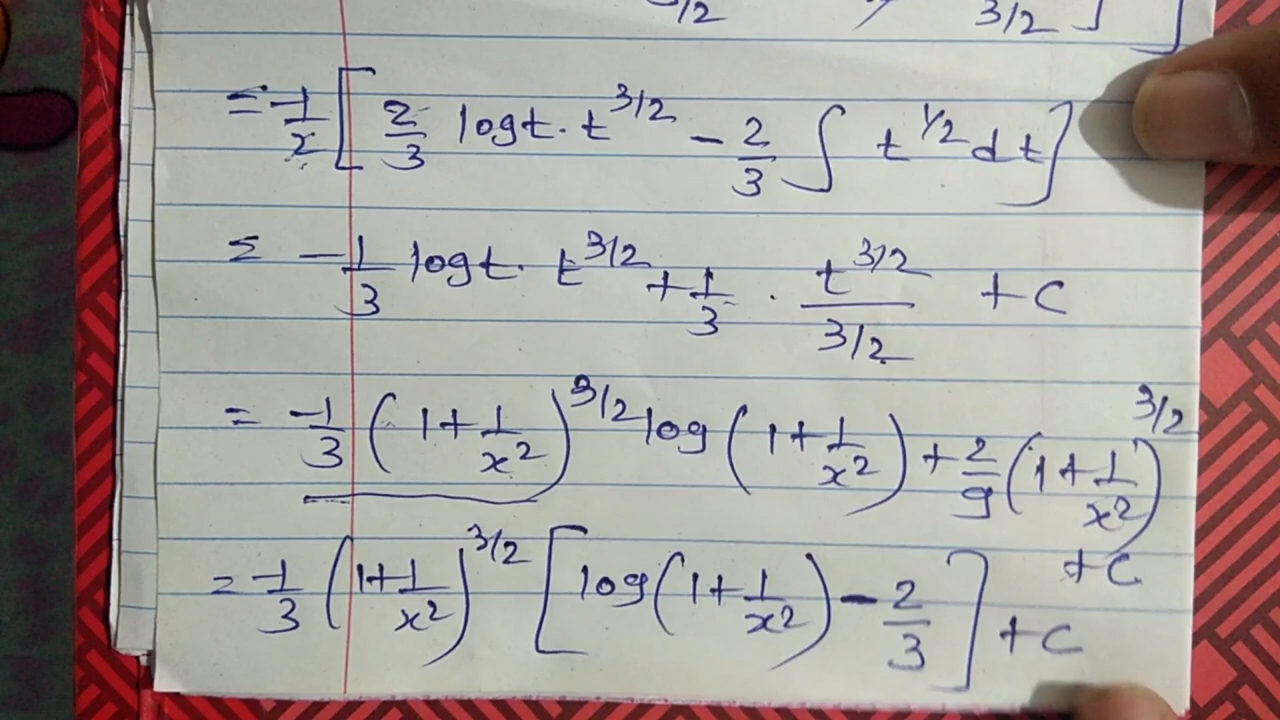 3/2 ]
= -1/2 [ 2/3 log t · t^3/2 - 2/3 ∫ t^1/2 dt ]
= -1/3 log t · t^3/2 + 1/3 · t^3/2 / 3/2 + C
= -1/3 (1 + 1/x²)^3/2 log (1 + 1/x²) + 2/9 (1 + 1/x²)^3/2
+ C
= -1/3 (1 + 1/x²)^3/2 [ log (1 + 1/x²) - 2/3 ] + C